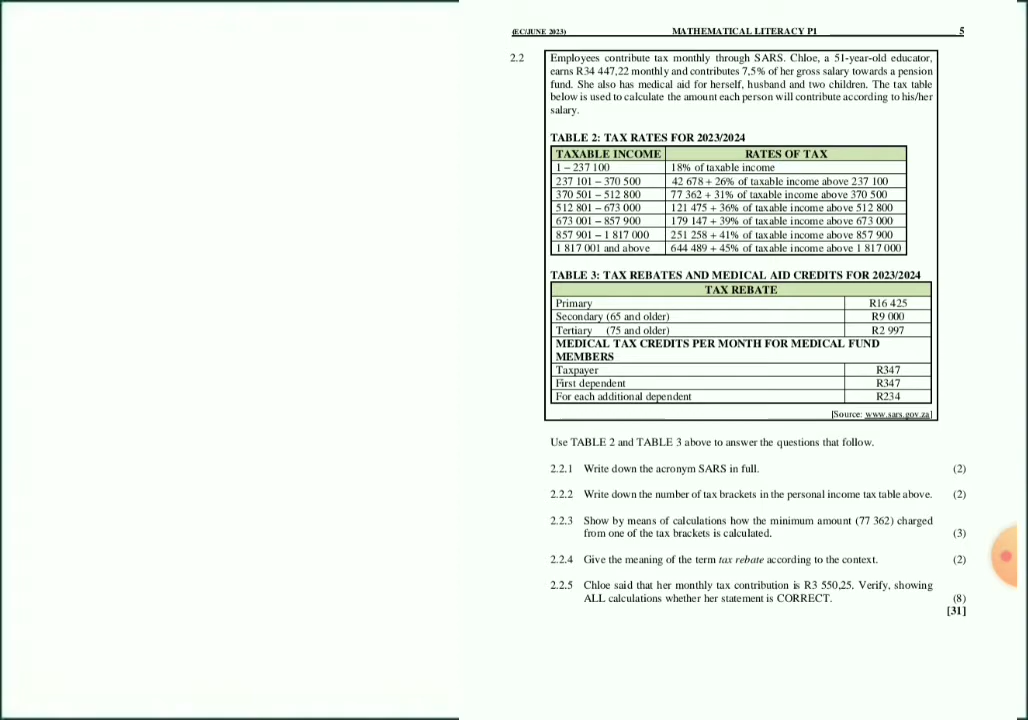 (EC/JUNE 2023) MATHEMATICAL LITERACY P1 5
2.2 Employees contribute tax monthly through SARS. Chloe, a 51-year-old educator,
earns R34 447,22 monthly and contributes 7,5% of her gross salary towards a pension
fund. She also has medical aid for herself, husband and two children. The tax table
below is used to calculate the amount each person will contribute according to his/her
salary.
TABLE 2: TAX RATES FOR 2023/2024
TAXABLE INCOME RATES OF TAX
1 – 237 100 18% of taxable income
237 101 – 370 500 42 678 + 26% of taxable income above 237 100
370 501 – 512 800 77 362 + 31% of taxable income above 370 500
512 801 – 673 000 121 475 + 36% of taxable income above 512 800
673 001 – 857 900 179 147 + 39% of taxable income above 673 000
857 901 – 1 817 000 251 258 + 41% of taxable income above 857 900
1 817 001 and above 644 489 + 45% of taxable income above 1 817 000
TABLE 3: TAX REBATES AND MEDICAL AID CREDITS FOR 2023/2024
TAX REBATE
Primary R16 425
Secondary (65 and older) R9 000
Tertiary (75 and older) R2 997
MEDICAL TAX CREDITS PER MONTH FOR MEDICAL FUND
MEMBERS
Taxpayer R347
First dependent R347
For each additional dependent R234
[Source: www.sars.gov.za]
Use TABLE 2 and TABLE 3 above to answer the questions that follow.
2.2.1 Write down the acronym SARS in full. (2)
2.2.2 Write down the number of tax brackets in the personal income tax table above. (2)
2.2.3 Show by means of calculations how the minimum amount (77 362) charged
from one of the tax brackets is calculated. (3)
2.2.4 Give the meaning of the term tax rebate according to the context. (2)
2.2.5 Chloe said that her monthly tax contribution is R3 550,25. Verify, showing
ALL calculations whether her statement is CORRECT. (8)
[31]